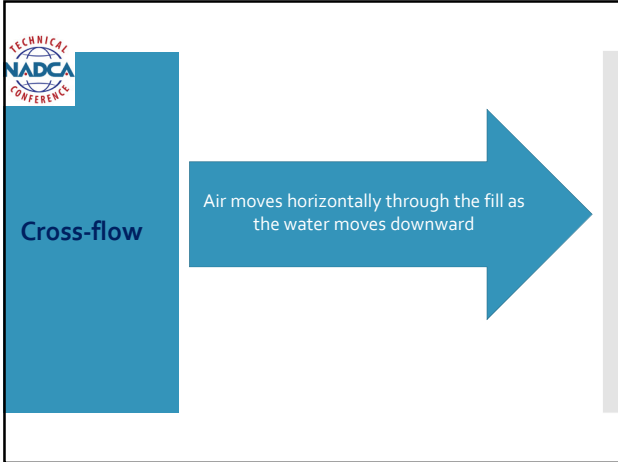 TECHNICAL
NADCA
CONFERENCE
Cross-flow
Air moves horizontally through the fill as
the water moves downward